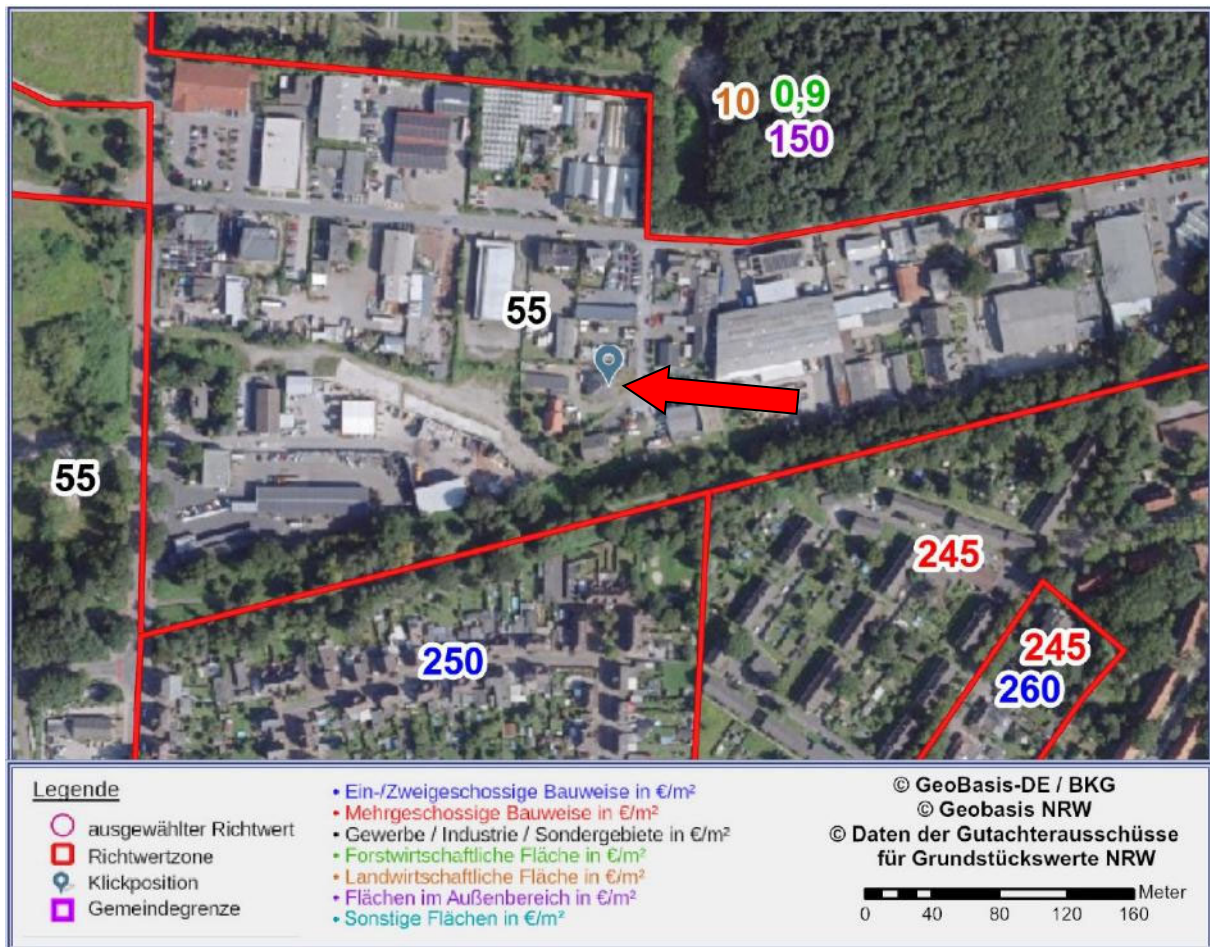 10 0,9
150
55
55
245
250
245
260
Legende
ausgewählter Richtwert
Richtwertzone
Klickposition
Gemeindegrenze
• Ein-/Zweigeschossige Bauweise in €/m²
• Mehrgeschossige Bauweise in €/m²
• Gewerbe / Industrie / Sondergebiete in €/m²
• Forstwirtschaftliche Fläche in €/m²
• Landwirtschaftliche Fläche in €/m²
• Flächen im Außenbereich in €/m²
• Sonstige Flächen in €/m²
© GeoBasis-DE / BKG
© Geobasis NRW
© Daten der Gutachterausschüsse
für Grundstückswerte NRW
Meter
0 40 80 120 160